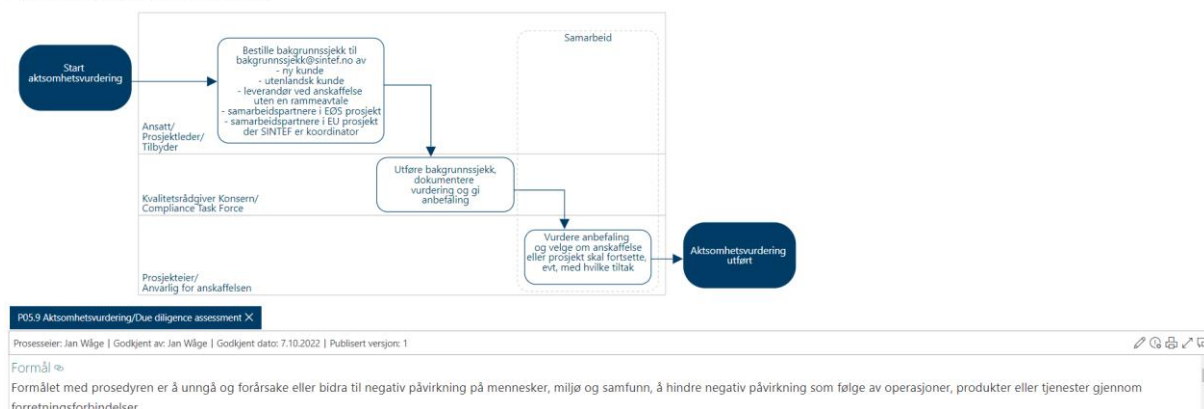 Start
aktsomhetsvurdering
Bestille bakgrunnssjekk til
bakgrunnssjekk@sintef.no av
- ny kunde
- utenlandsk kunde
- leverandør ved anskaffelse
uten en rammeavtale
- samarbeidspartnere i EØS prosjekt
- samarbeidspartnere i EU prosjekt
der SINTEF er koordinator
Samarbeid
Ansatt/
Prosjektleder/
Tilbyder
Utføre bakgrunnssjekk,
dokumentere
vurdering og gi
anbefaling
Kvalitetsrådgiver Konsern/
Compliance Task Force
Vurdere anbefaling
og velge om anskaffelse
eller prosjekt skal fortsette,
evt, med hvilke tiltak
Aktsomhetsvurdering
utført
Prosjekteier/
Anvarlig for anskaffelsen
P05.9 Aktsomhetsvurdering/Due diligence assessment ×
Prosesseier: Jan Wåge | Godkjent av: Jan Wåge | Godkjent dato: 7.10.2022 | Publisert versjon: 1
Formål
Formålet med prosedyren er å unngå og forårsake eller bidra til negativ påvirkning på mennesker, miljø og samfunn, å hindre negativ påvirkning som følge av operasjoner, produkter eller tjenester gjennom
forretningsforbindelser